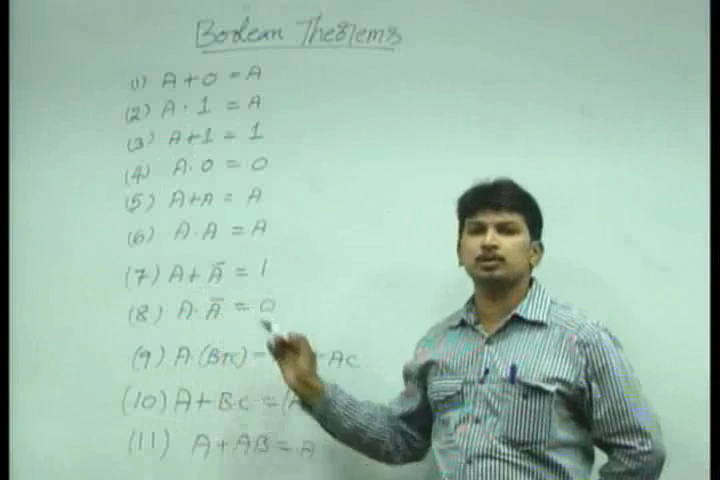 Boolean Theorems
(1) A + 0 = A
(2) A · 1 = A
(3) A + 1 = 1
(4) A · 0 = 0
(5) A + A = A
(6) A · A = A
(7) A + Ā = 1
(8) A · Ā = 0
(9) A·(B+C) = AC
(10) A + B·C = (A
(11) A + AB = A